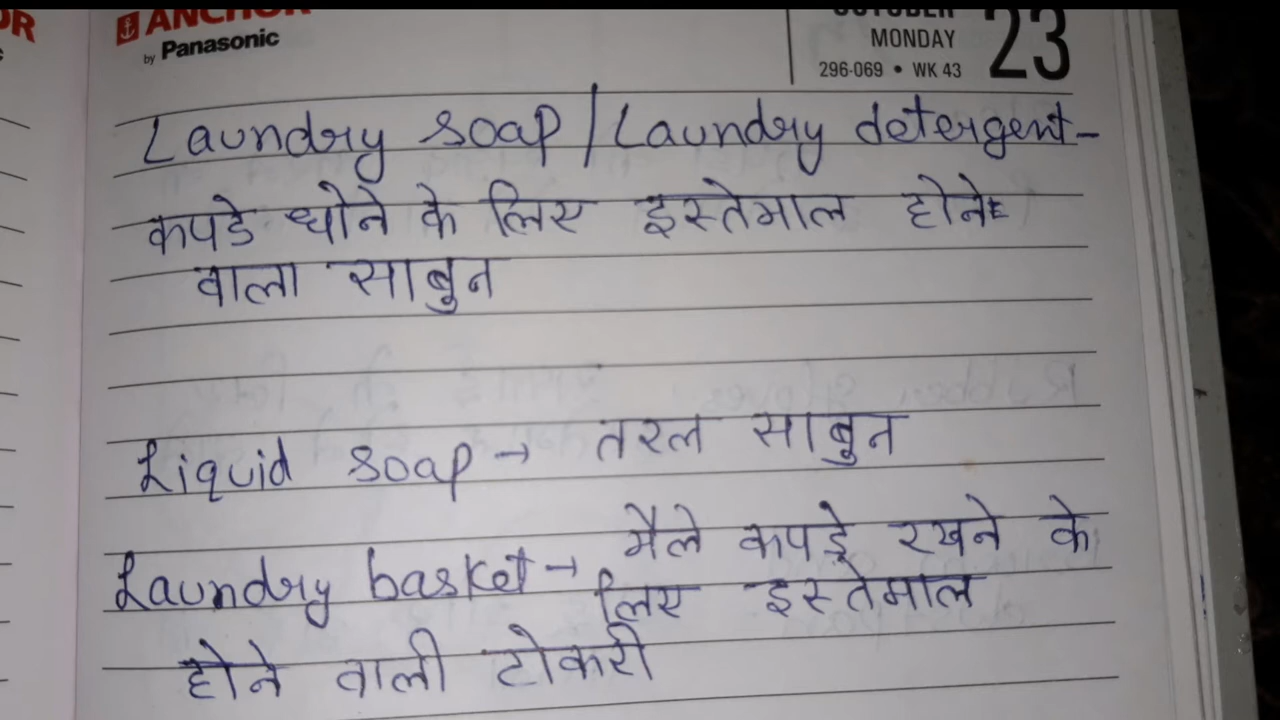 ANCHOR
by Panasonic
OCTOBER
MONDAY
23
296-069 • WK 43
Laundry soap / Laundry detergent-
कपडे धोने के लिए इस्तेमाल होने
वाला साबुन
Liquid soap → तरल साबुन
मैले कपड़े रखने के
Laundry basket → लिए इस्तेमाल
होने वाली टोकरी